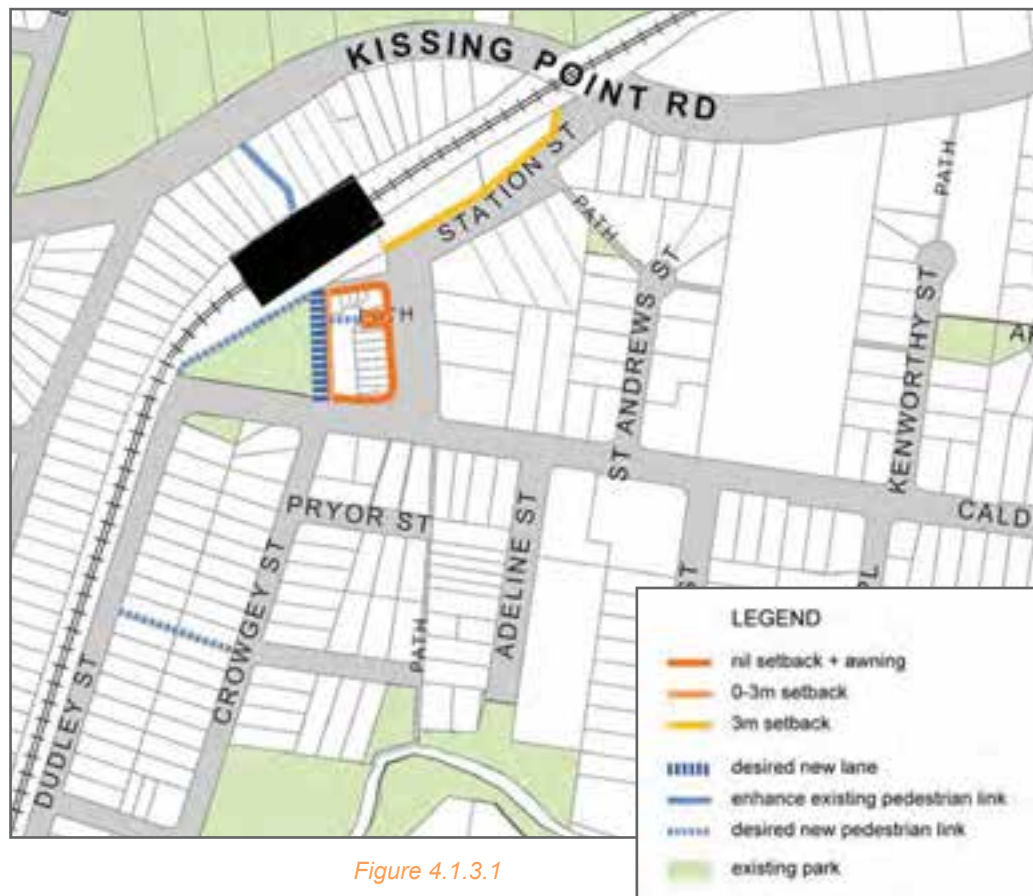 KISSING POINT RD
STATION ST
PATH
PATH
ST ANDREWS ST
KENWORTHY ST
PRYOR ST
CROWGEY ST
ADELINE ST
CALD
ST
PL
PATH
DUDLEY ST
LEGEND
nil setback + awning
0-3m setback
3m setback
desired new lane
enhance existing pedestrian link
desired new pedestrian link
existing park
Figure 4.1.3.1